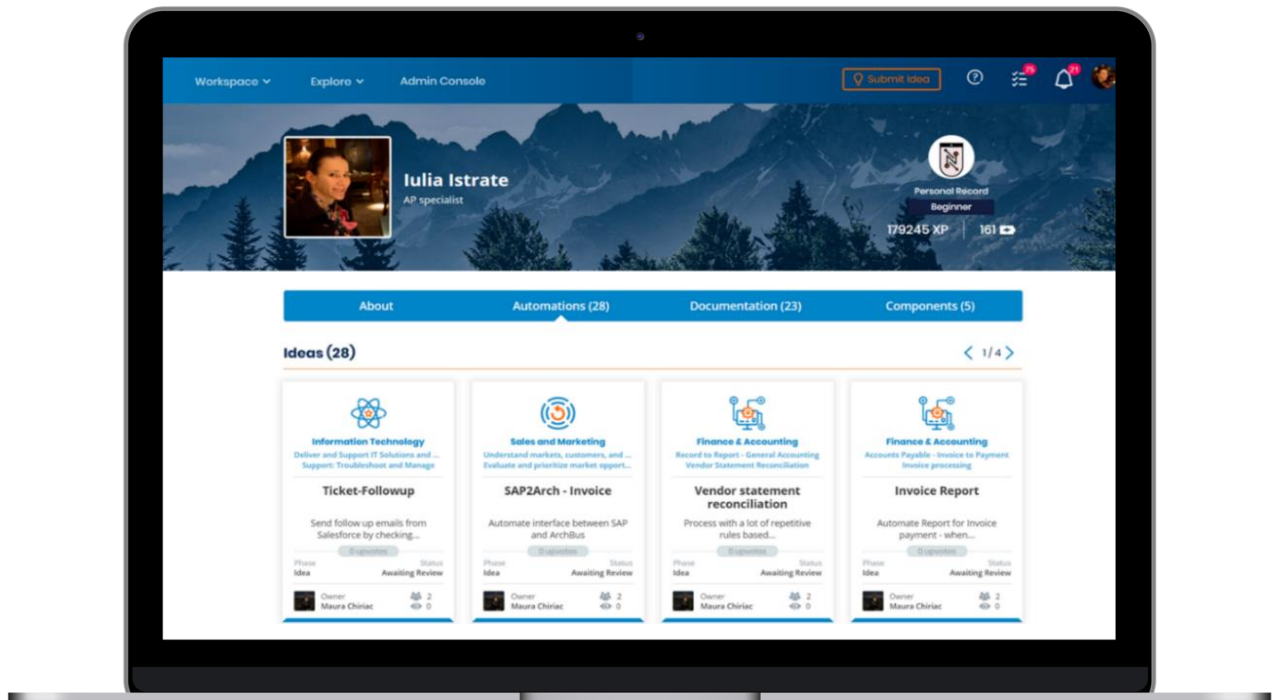 Workspace
Explore
Admin Console
Submit Idea
75
21
Iulia Istrate
AP specialist
Personal Record
Beginner
179245 XP
161
About
Automations (28)
Documentation (23)
Components (5)
Ideas (28)
1/4
Information Technology
Deliver and Support IT Solutions and ...
Support: Troubleshoot and Manage
Ticket-Followup
Send follow up emails from
Salesforce by checking...
0 upvotes
Phase
Status
Idea
Awaiting Review
Owner
2
Maura Chiriac
0
Sales and Marketing
Understand markets, customers, and ...
Evaluate and prioritize market opport...
SAP2Arch - Invoice
Automate interface between SAP
and ArchBus
0 upvotes
Phase
Status
Idea
Awaiting Review
Owner
2
Maura Chiriac
0
Finance & Accounting
Record to Report - General Accounting
Vendor Statement Reconciliation
Vendor statement
reconciliation
Process with a lot of repetitive
rules based...
0 upvotes
Phase
Status
Idea
Awaiting Review
Owner
2
Maura Chiriac
0
Finance & Accounting
Accounts Payable - Invoice to Payment
Invoice processing
Invoice Report
Automate Report for Invoice
payment - when...
0 upvotes
Phase
Status
Idea
Awaiting Review
Owner
2
Maura Chiriac
0